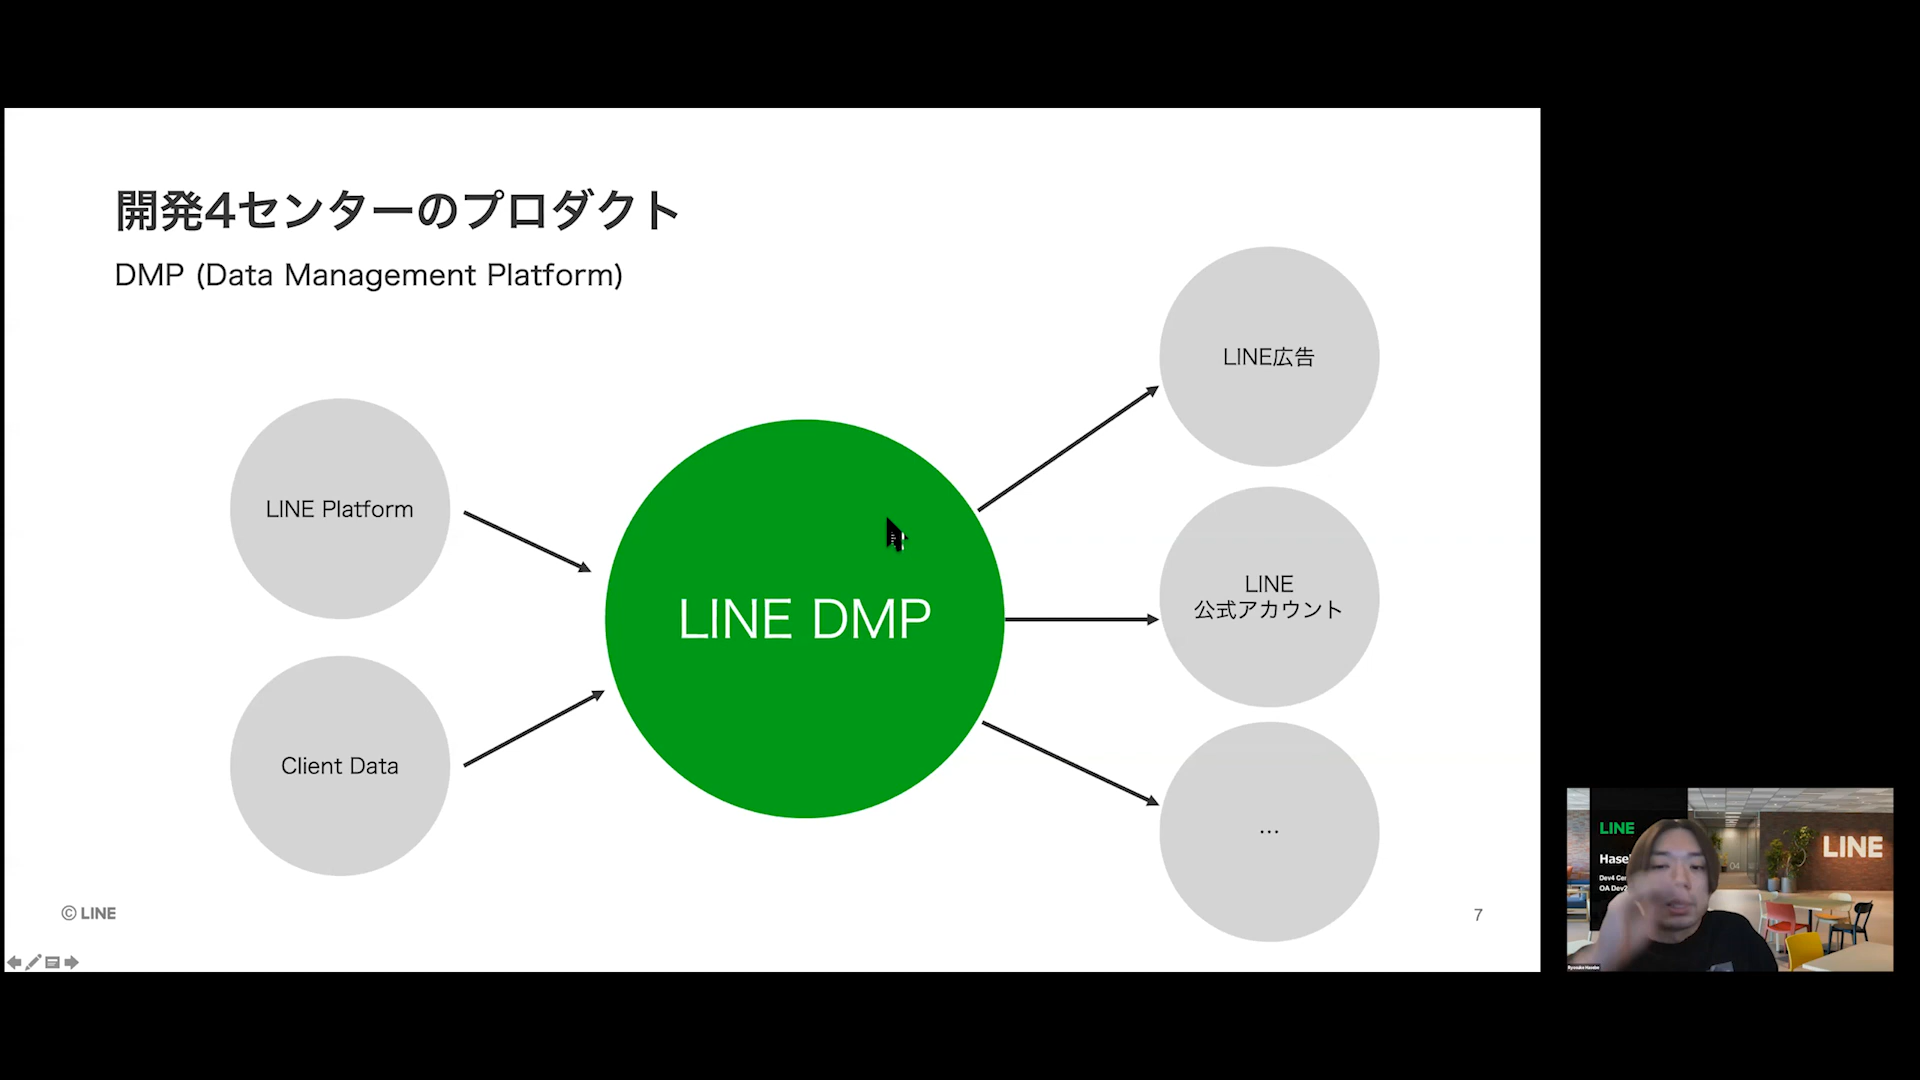 開発4センターのプロダクト
DMP (Data Management Platform)
LINE Platform
Client Data
LINE DMP
LINE広告
LINE
公式アカウント
…
© LINE
7
LINE
Hase
Dev4 Cen
OA Dev2
04
LINE